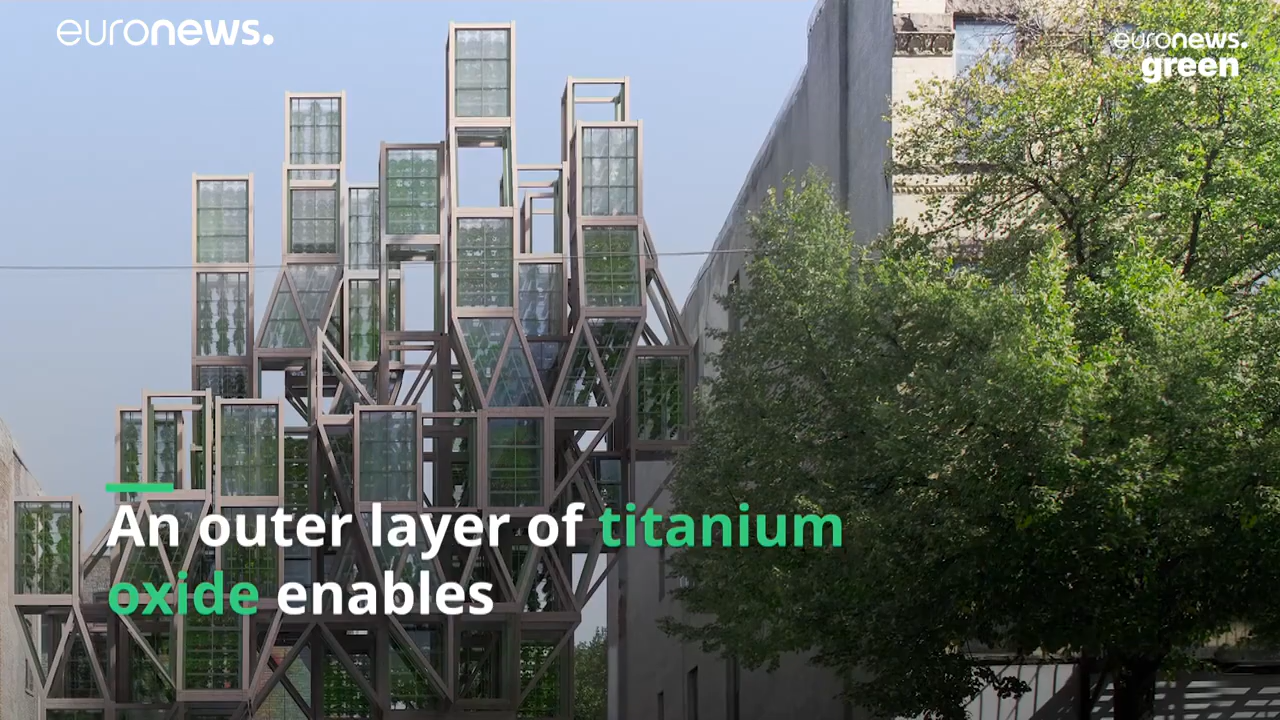 euronews.
euronews.
green
An outer layer of titanium
oxide enables